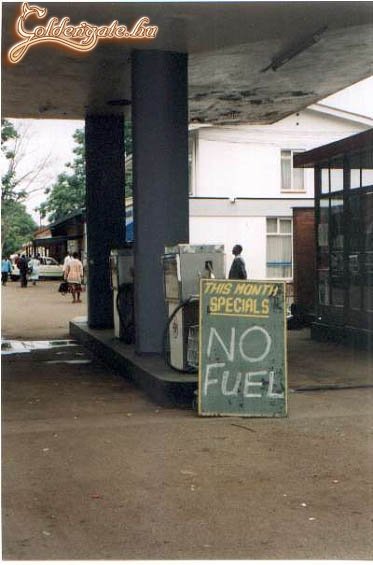 Goldengate.hu
THIS MONTH
SPECIALS
NO
FUEL